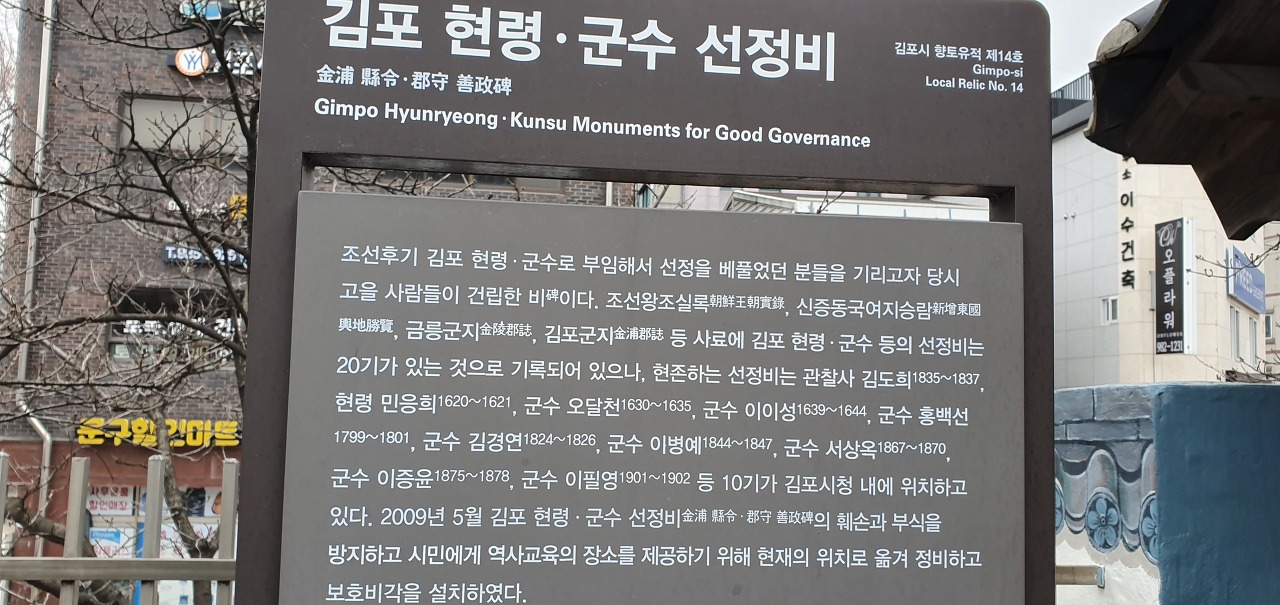 김포 현령·군수 선정비
金浦 縣令·郡守 善政碑
Gimpo Hyunryeong·Kunsu Monuments for Good Governance
김포시 향토유적 제14호
Gimpo-si
Local Relic No. 14
조선후기 김포 현령·군수로 부임해서 선정을 베풀었던 분들을 기리고자 당시
고을 사람들이 건립한 비碑이다. 조선왕조실록朝鮮王朝實錄, 신증동국여지승람新增東國
輿地勝覽, 금릉군지金陵郡誌, 김포군지金浦郡誌 등 사료에 김포 현령·군수 등의 선정비는
20기가 있는 것으로 기록되어 있으나, 현존하는 선정비는 관찰사 김도희1835~1837,
현령 민응희1620~1621, 군수 오달천1630~1635, 군수 이이성1639~1644, 군수 홍백선
1799~1801, 군수 김경연1824~1826, 군수 이병예1844~1847, 군수 서상옥1867~1870,
군수 이증윤1875~1878, 군수 이필영1901~1902 등 10기가 김포시청 내에 위치하고
있다. 2009년 5월 김포 현령·군수 선정비金浦 縣令·郡守 善政碑의 훼손과 부식을
방지하고 시민에게 역사교육의 장소를 제공하기 위해 현재의 위치로 옮겨 정비하고
보호비각을 설치하였다.
이수건축
오플라워
982-1231